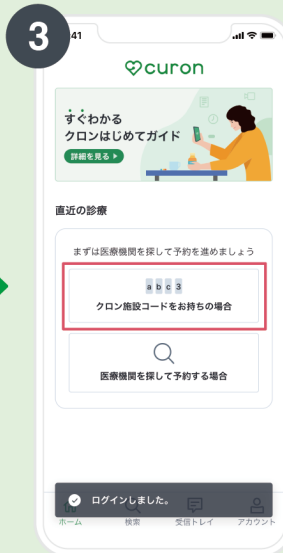 3
41
curon
すぐわかる
クロンはじめてガイド
詳細を見る
直近の診療
まずは医療機関を探して予約を進めましょう
a b c 3
クロン施設コードをお持ちの場合
医療機関を探して予約する場合
ログインしました。
ホーム 検索 受信トレイ アカウント